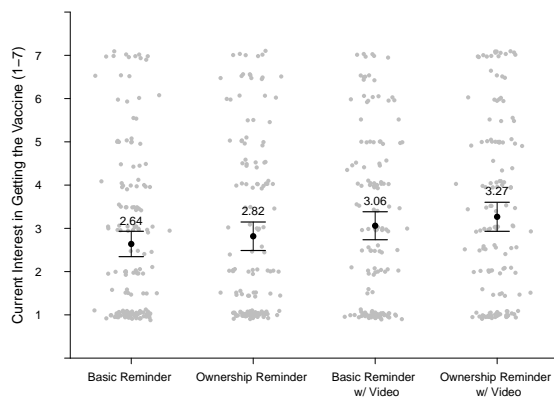 Current Interest in Getting the Vaccine (1−7)
7
6
5
4
3
2
1
2.64
2.82
3.06
3.27
Basic Reminder
Ownership Reminder
Basic Reminder
w/ Video
Ownership Reminder
w/ Video